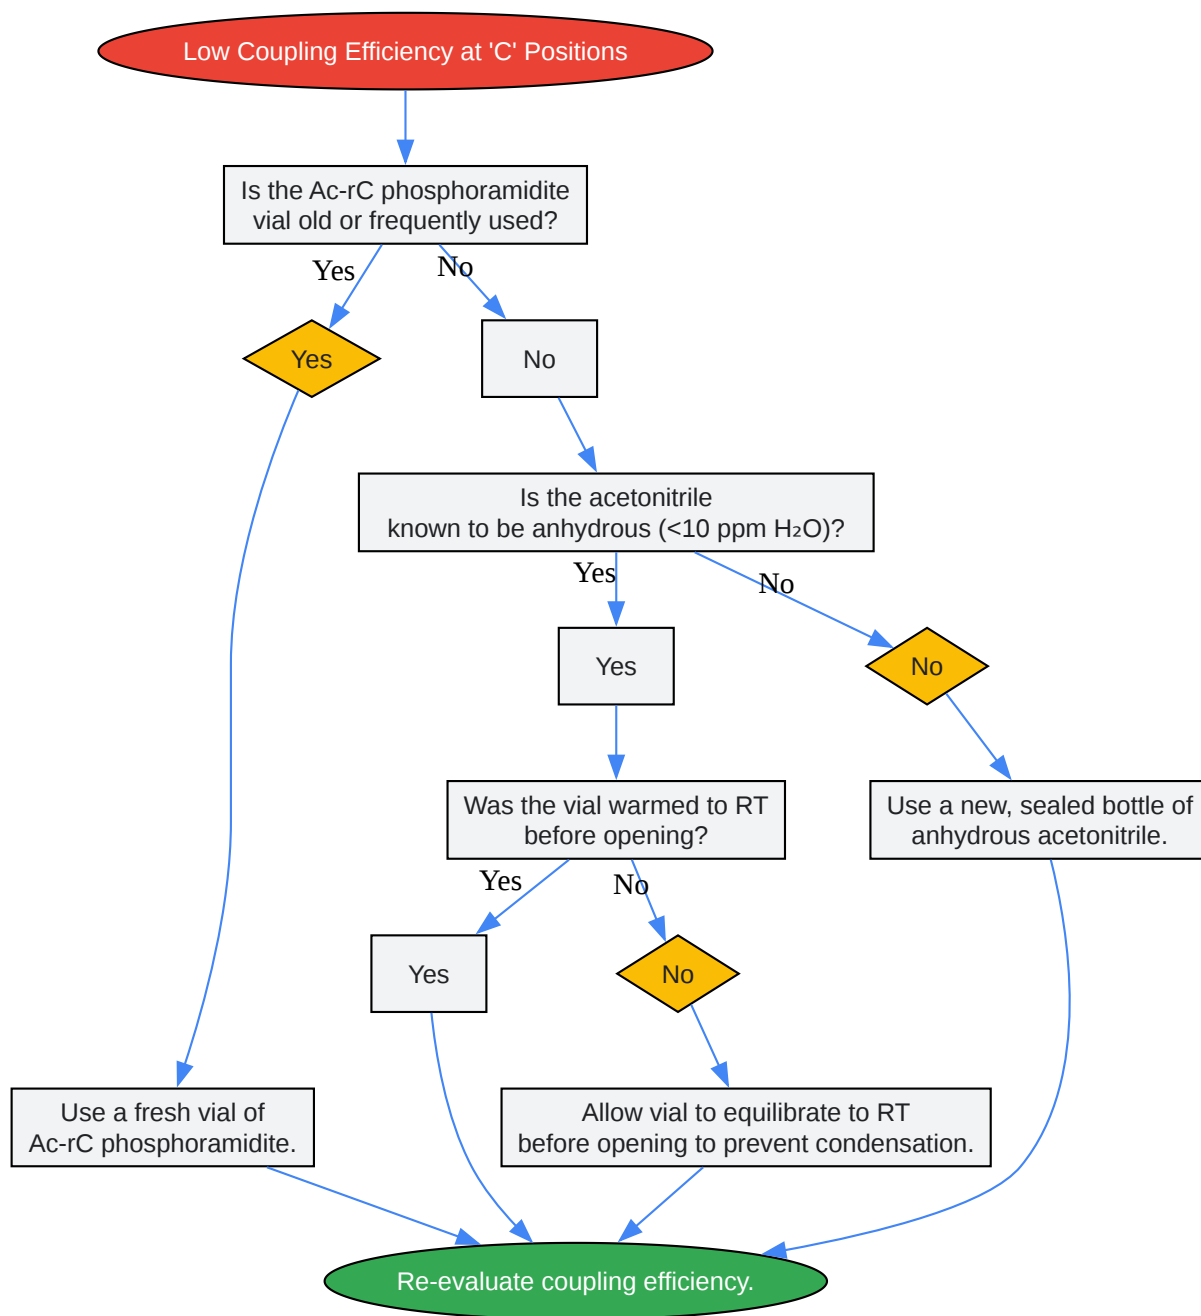 Low Coupling Efficiency at 'C' Positions
Is the Ac-rC phosphoramidite
vial old or frequently used?
Yes
No
Yes
No
Is the acetonitrile
known to be anhydrous (<10 ppm H₂O)?
Yes
No
Yes
No
Was the vial warmed to RT
before opening?
Use a new, sealed bottle of
anhydrous acetonitrile.
Yes
No
Yes
No
Use a fresh vial of
Ac-rC phosphoramidite.
Allow vial to equilibrate to RT
before opening to prevent condensation.
Re-evaluate coupling efficiency.